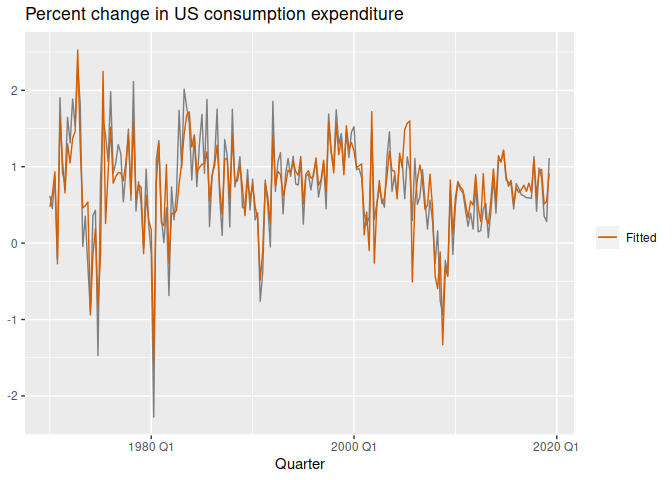 Percent change in US consumption expenditure
2
1
0
-1
-2
1980 Q1
2000 Q1
2020 Q1
Quarter
Fitted